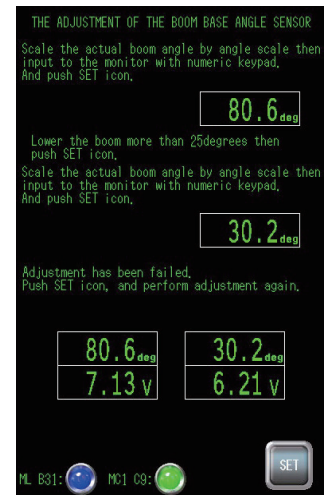 THE ADJUSTMENT OF THE BOOM BASE ANGLE SENSOR
Scale the actual boom angle by angle scale then
input to the monitor with numeric keypad.
And push SET icon.
80.6deg
Lower the boom more than 25degrees then
push SET icon.
Scale the actual boom angle by angle scale then
input to the monitor with numeric keypad.
And push SET icon.
30.2deg
Adjustment has been failed.
Push SET icon, and perform adjustment again.
80.6deg 30.2deg
7.13 v 6.21 v
ML B31: MC1 C9: SET